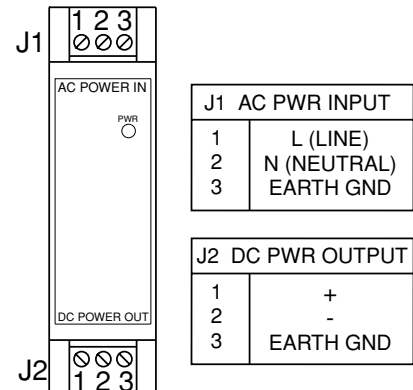 J1
1 2 3
AC POWER IN
PWR
DC POWER OUT
J2
1 2 3
J1 AC PWR INPUT
1 L (LINE)
2 N (NEUTRAL)
3 EARTH GND
J2 DC PWR OUTPUT
1 +
2 -
3 EARTH GND